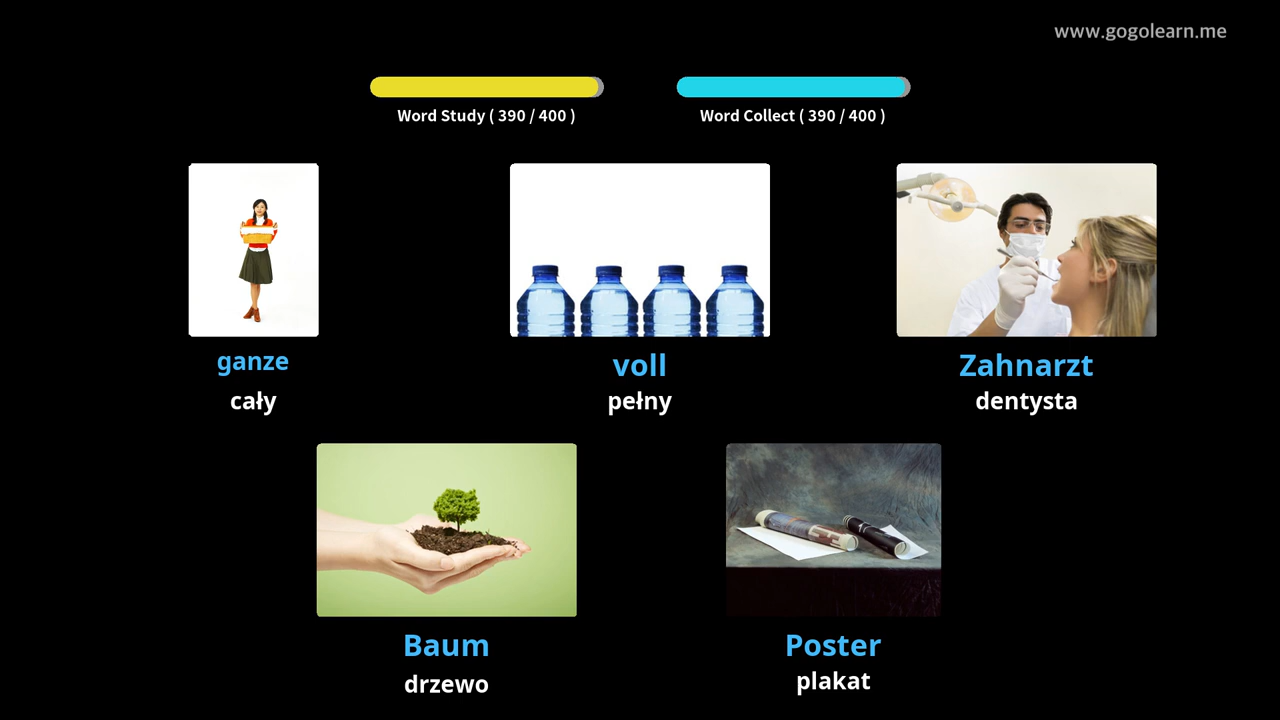 www.gogolearn.me
Word Study ( 390 / 400 )
Word Collect ( 390 / 400 )
ganze
cały
voll
pełny
Zahnarzt
dentysta
Baum
drzewo
Poster
plakat